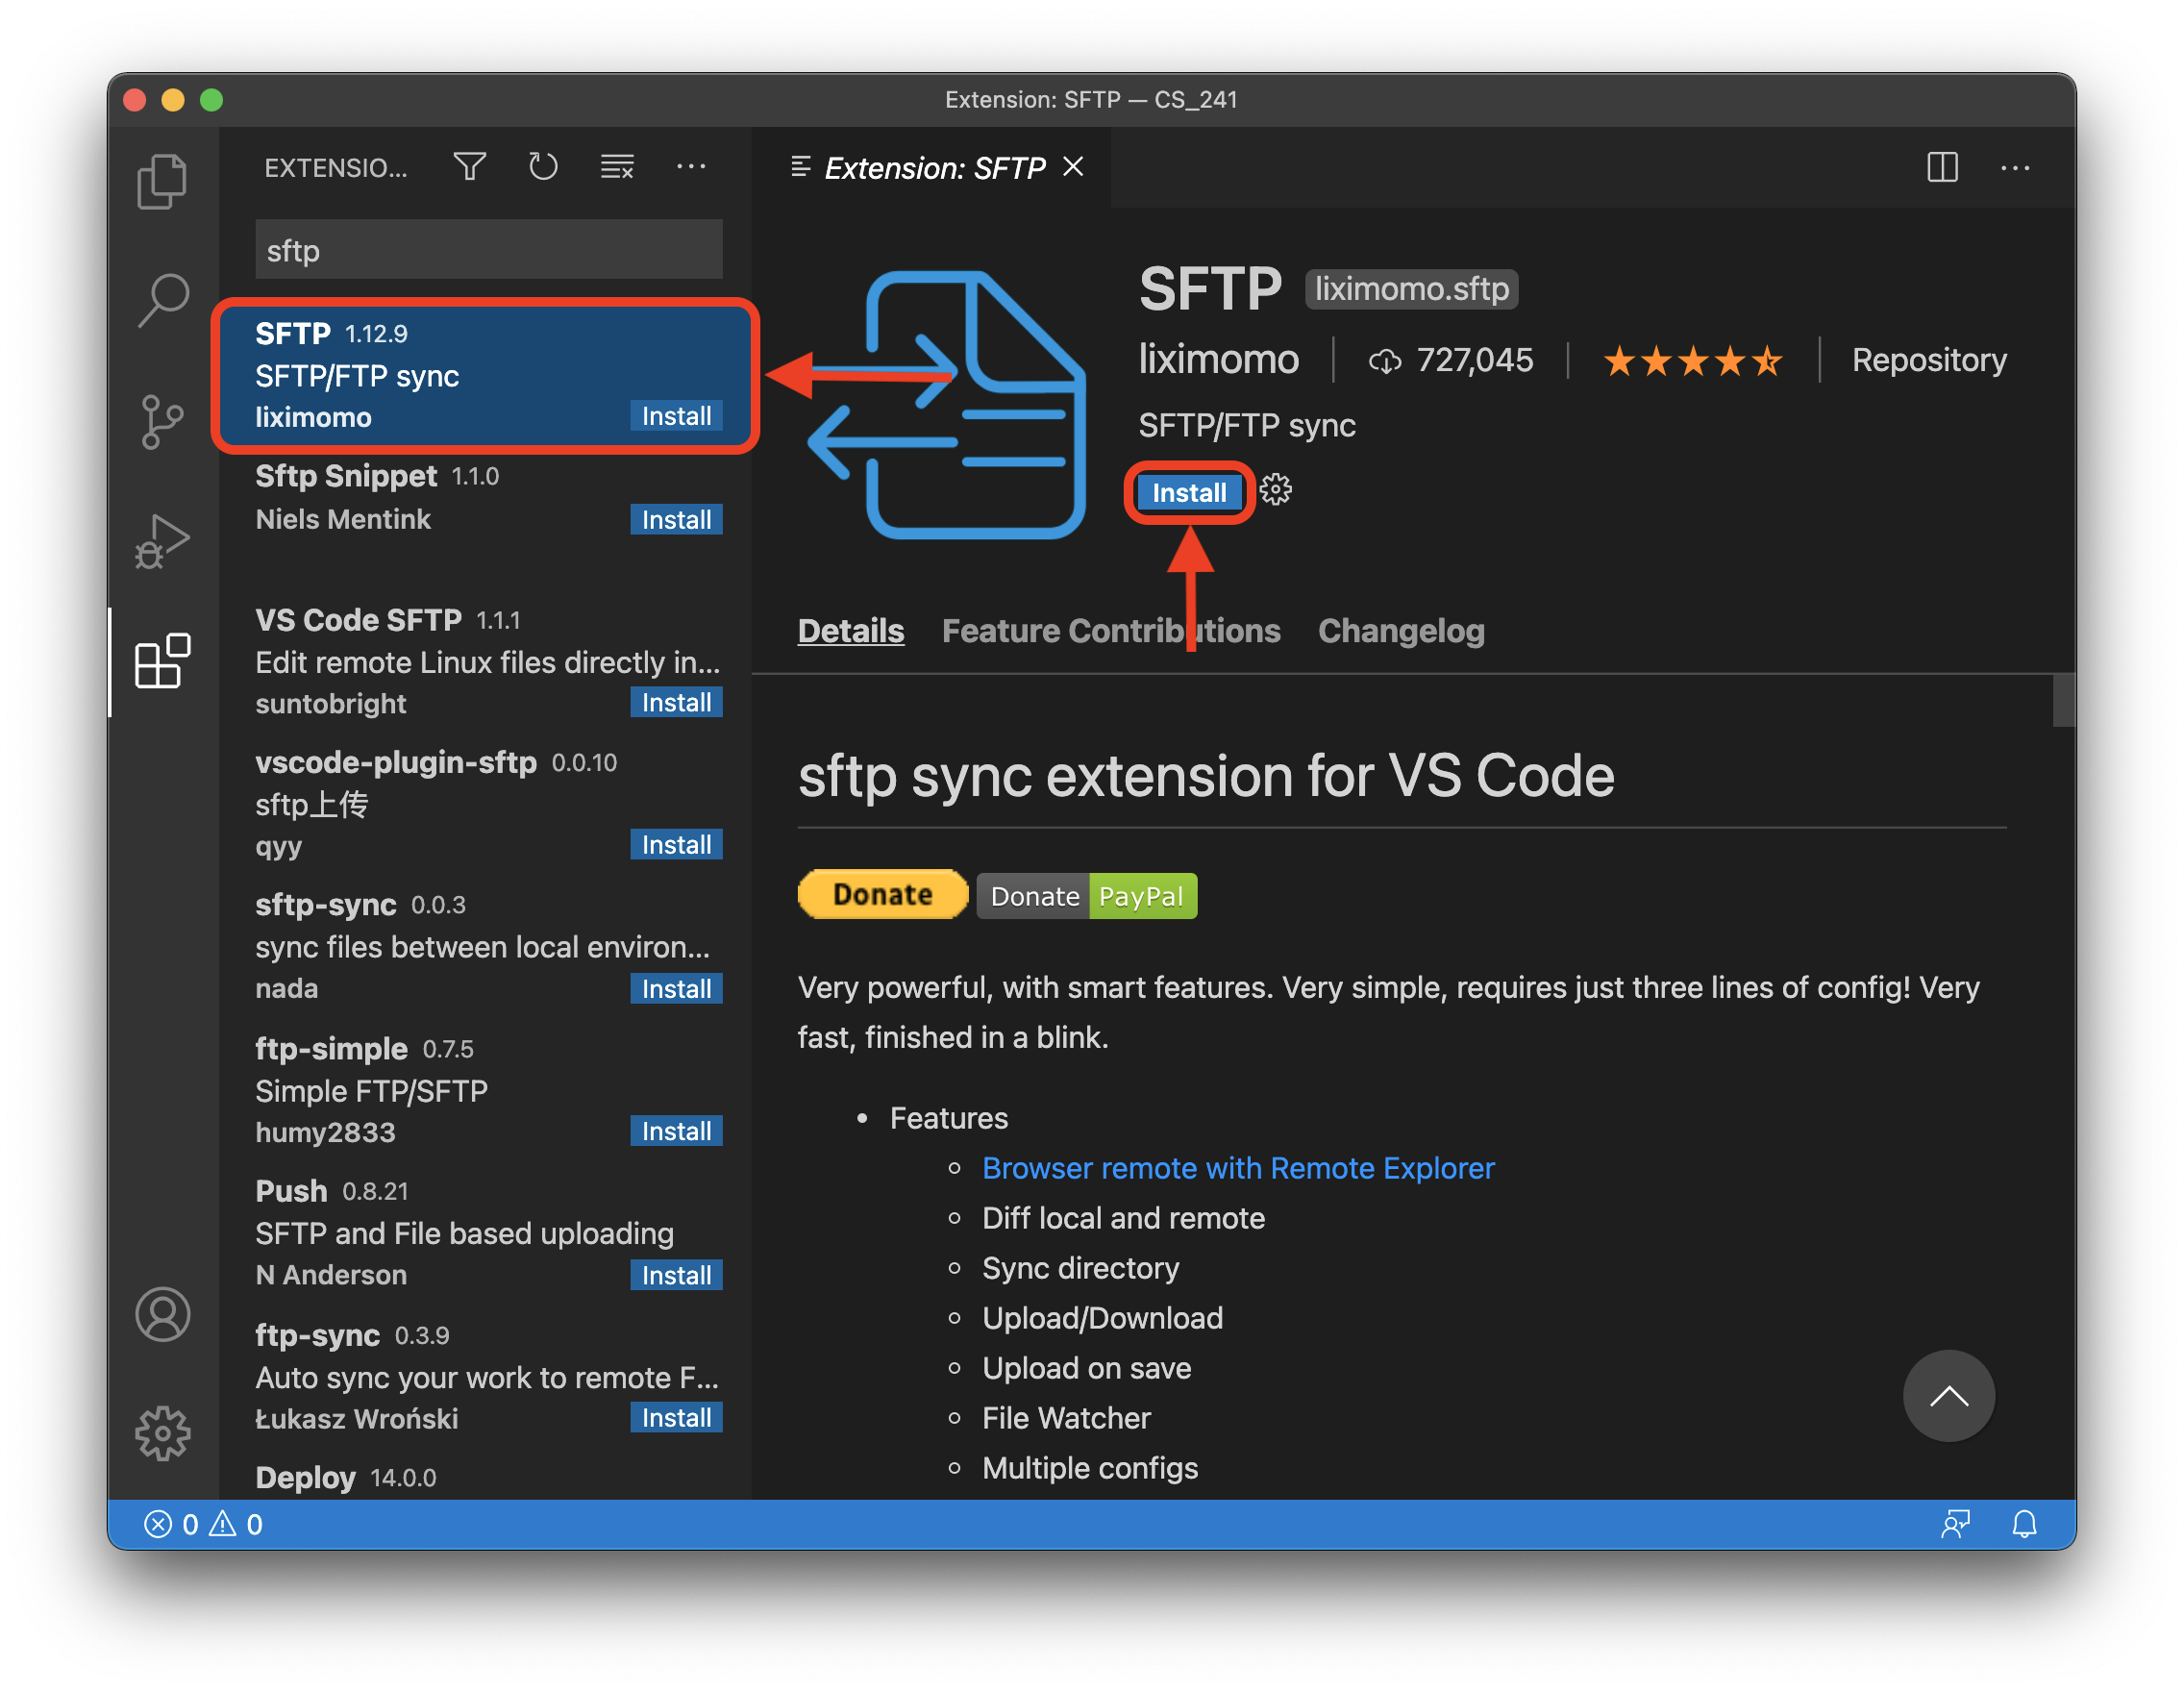 Extension: SFTP — CS_241
EXTENSIO...
Extension: SFTP
sftp
SFTP 1.12.9
SFTP/FTP sync
liximomo Install
Sftp Snippet 1.1.0
Niels Mentink Install
VS Code SFTP 1.1.1
Edit remote Linux files directly in...
suntobright Install
vscode-plugin-sftp 0.0.10
sftp上传
qyy Install
sftp-sync 0.0.3
sync files between local environ...
nada Install
ftp-simple 0.7.5
Simple FTP/SFTP
humy2833 Install
Push 0.8.21
SFTP and File based uploading
N Anderson Install
ftp-sync 0.3.9
Auto sync your work to remote F...
Łukasz Wroński Install
Deploy 14.0.0
SFTP liximomo.sftp
liximomo 727,045 Repository
SFTP/FTP sync
Install
Details Feature Contributions Changelog
sftp sync extension for VS Code
Donate Donate PayPal
Very powerful, with smart features. Very simple, requires just three lines of config! Very
fast, finished in a blink.
Features
Browser remote with Remote Explorer
Diff local and remote
Sync directory
Upload/Download
Upload on save
File Watcher
Multiple configs
0 0